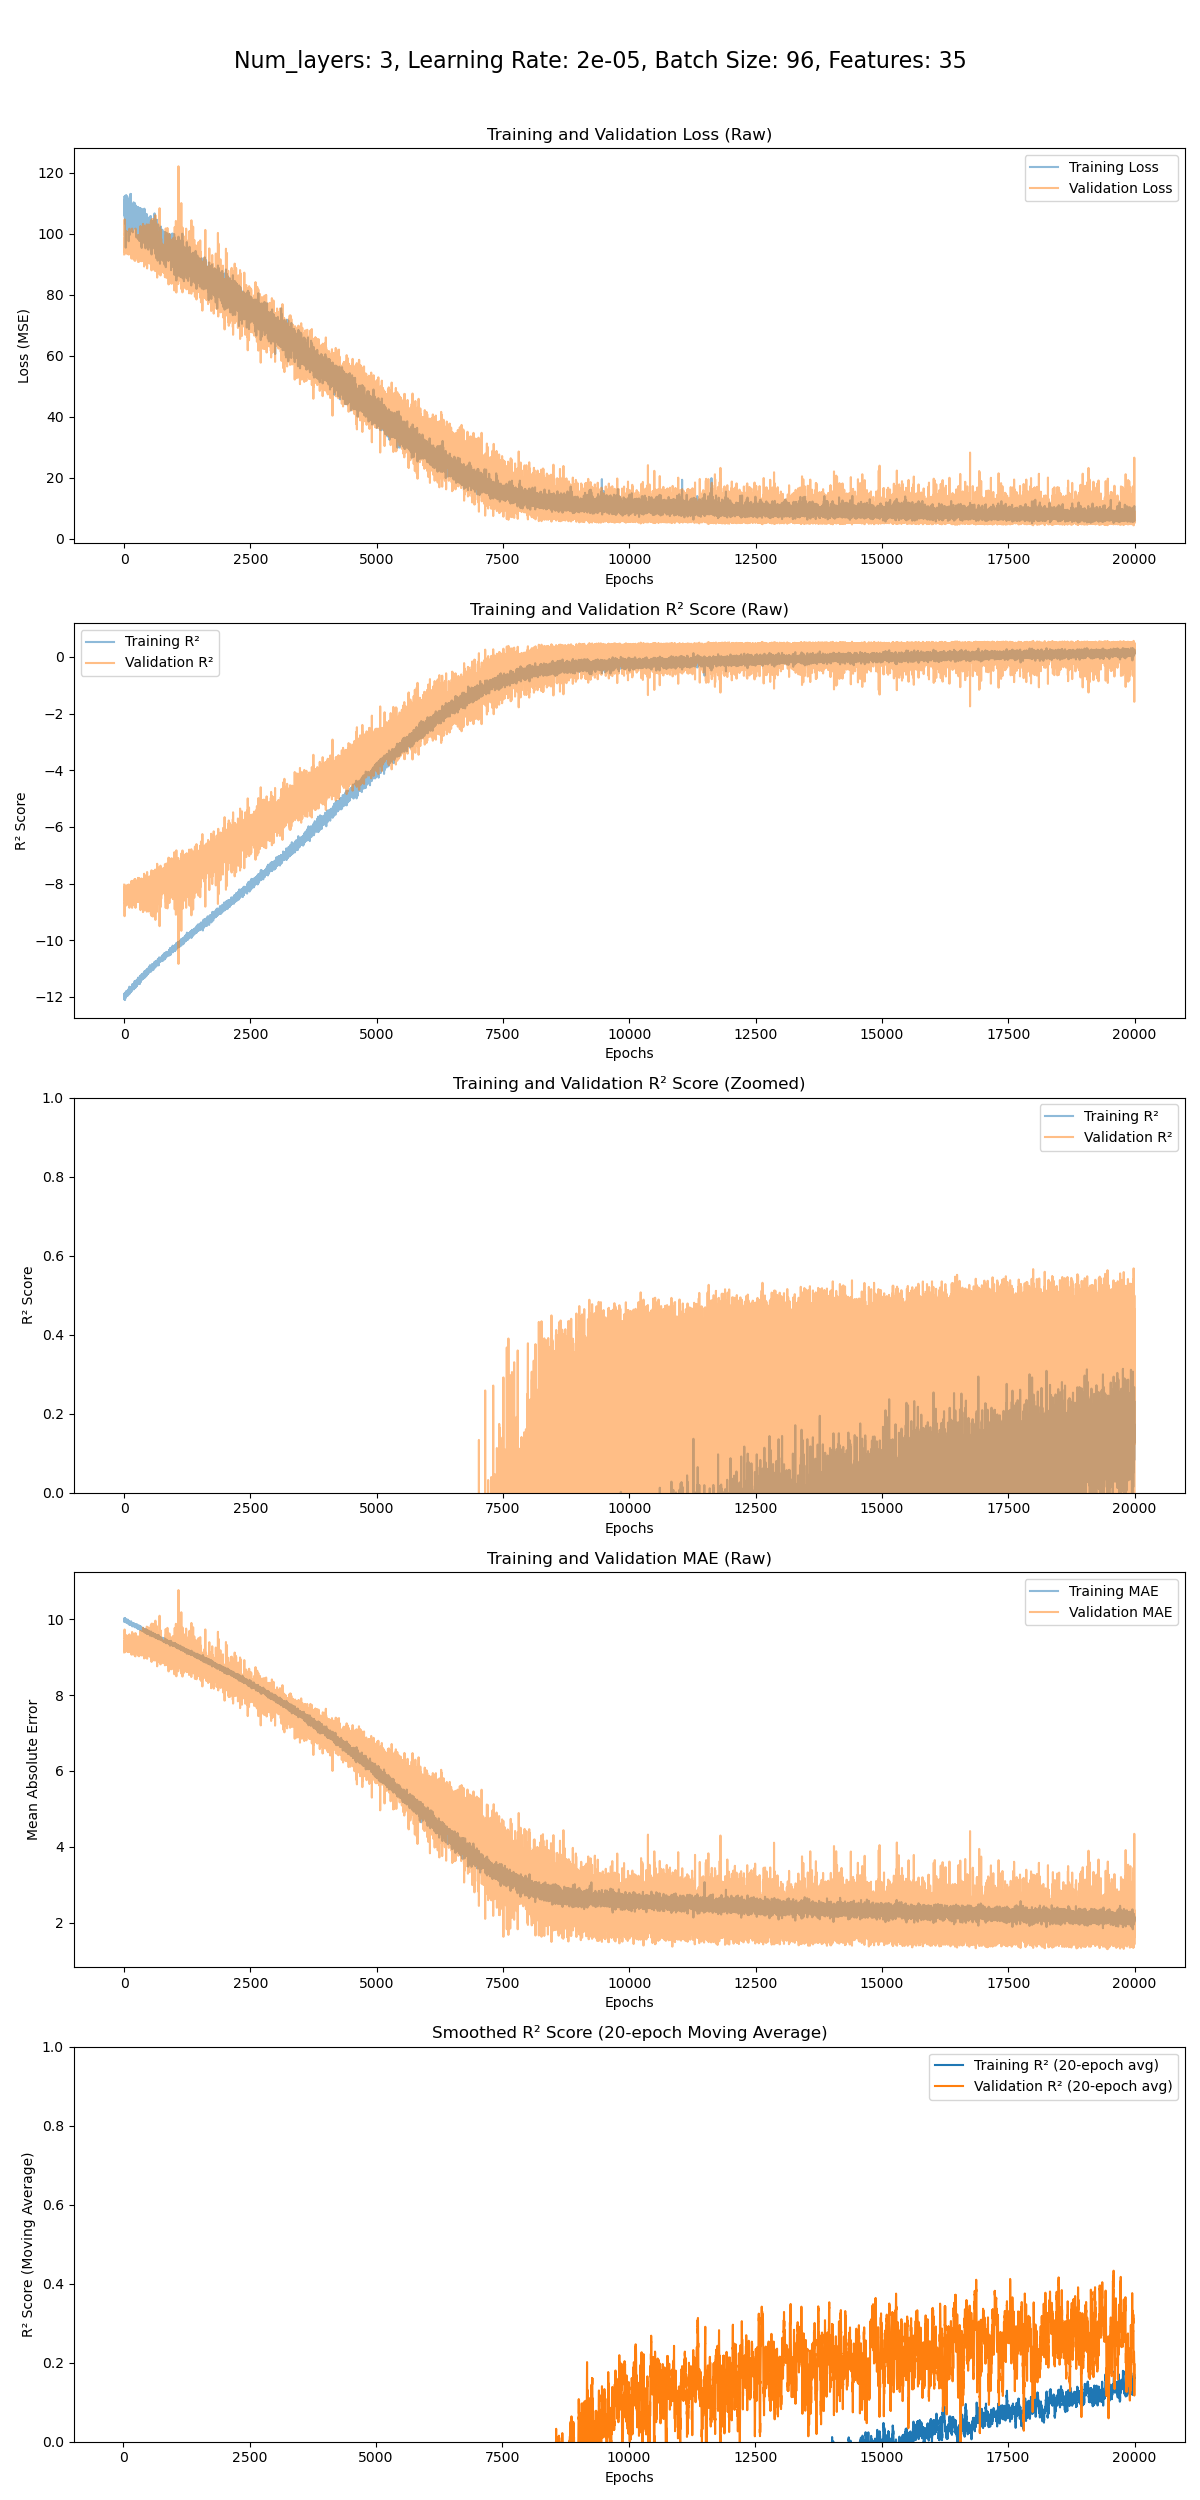 Num_layers: 3, Learning Rate: 2e-05, Batch Size: 96, Features: 35
Training and Validation Loss (Raw)
Training Loss
Validation Loss
120
100
80
60
40
20
0
Loss (MSE)
0 2500 5000 7500 10000 12500 15000 17500 20000
Epochs
Training and Validation R² Score (Raw)
Training R²
Validation R²
0
−2
−4
−6
−8
−10
−12
R² Score
0 2500 5000 7500 10000 12500 15000 17500 20000
Epochs
Training and Validation R² Score (Zoomed)
Training R²
Validation R²
1.0
0.8
0.6
0.4
0.2
0.0
R² Score
0 2500 5000 7500 10000 12500 15000 17500 20000
Epochs
Training and Validation MAE (Raw)
Training MAE
Validation MAE
10
8
6
4
2
Mean Absolute Error
0 2500 5000 7500 10000 12500 15000 17500 20000
Epochs
Smoothed R² Score (20-epoch Moving Average)
Training R² (20-epoch avg)
Validation R² (20-epoch avg)
1.0
0.8
0.6
0.4
0.2
0.0
R² Score (Moving Average)
0 2500 5000 7500 10000 12500 15000 17500 20000
Epochs